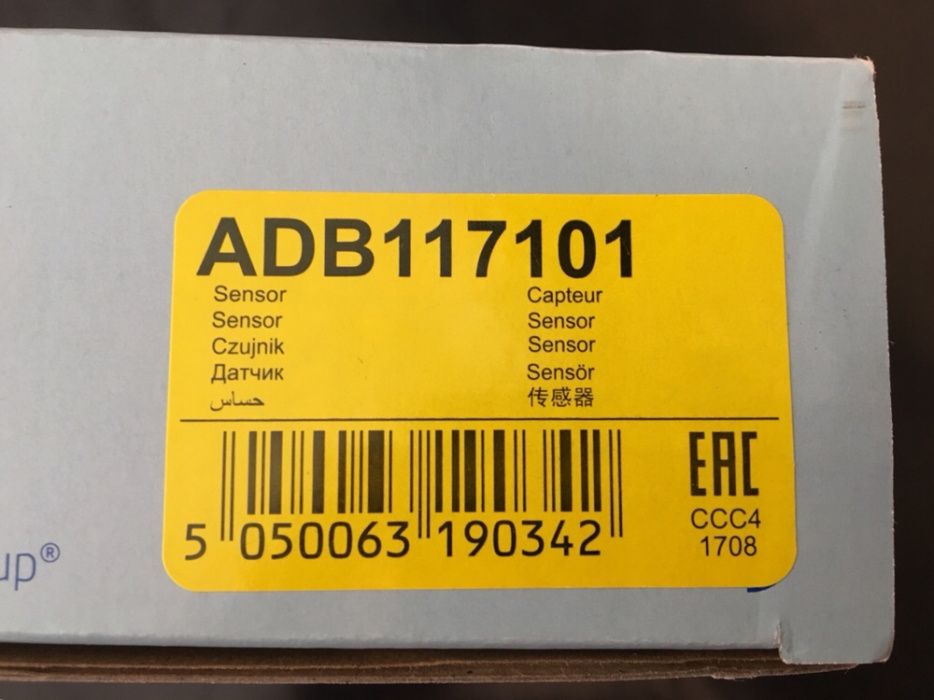 ADB117101
Sensor
Sensor
Czujnik
Датчик
حساس
Capteur
Sensor
Sensor
Sensör
传感器
5 050063 190342
EAC
CCC4
1708
up®